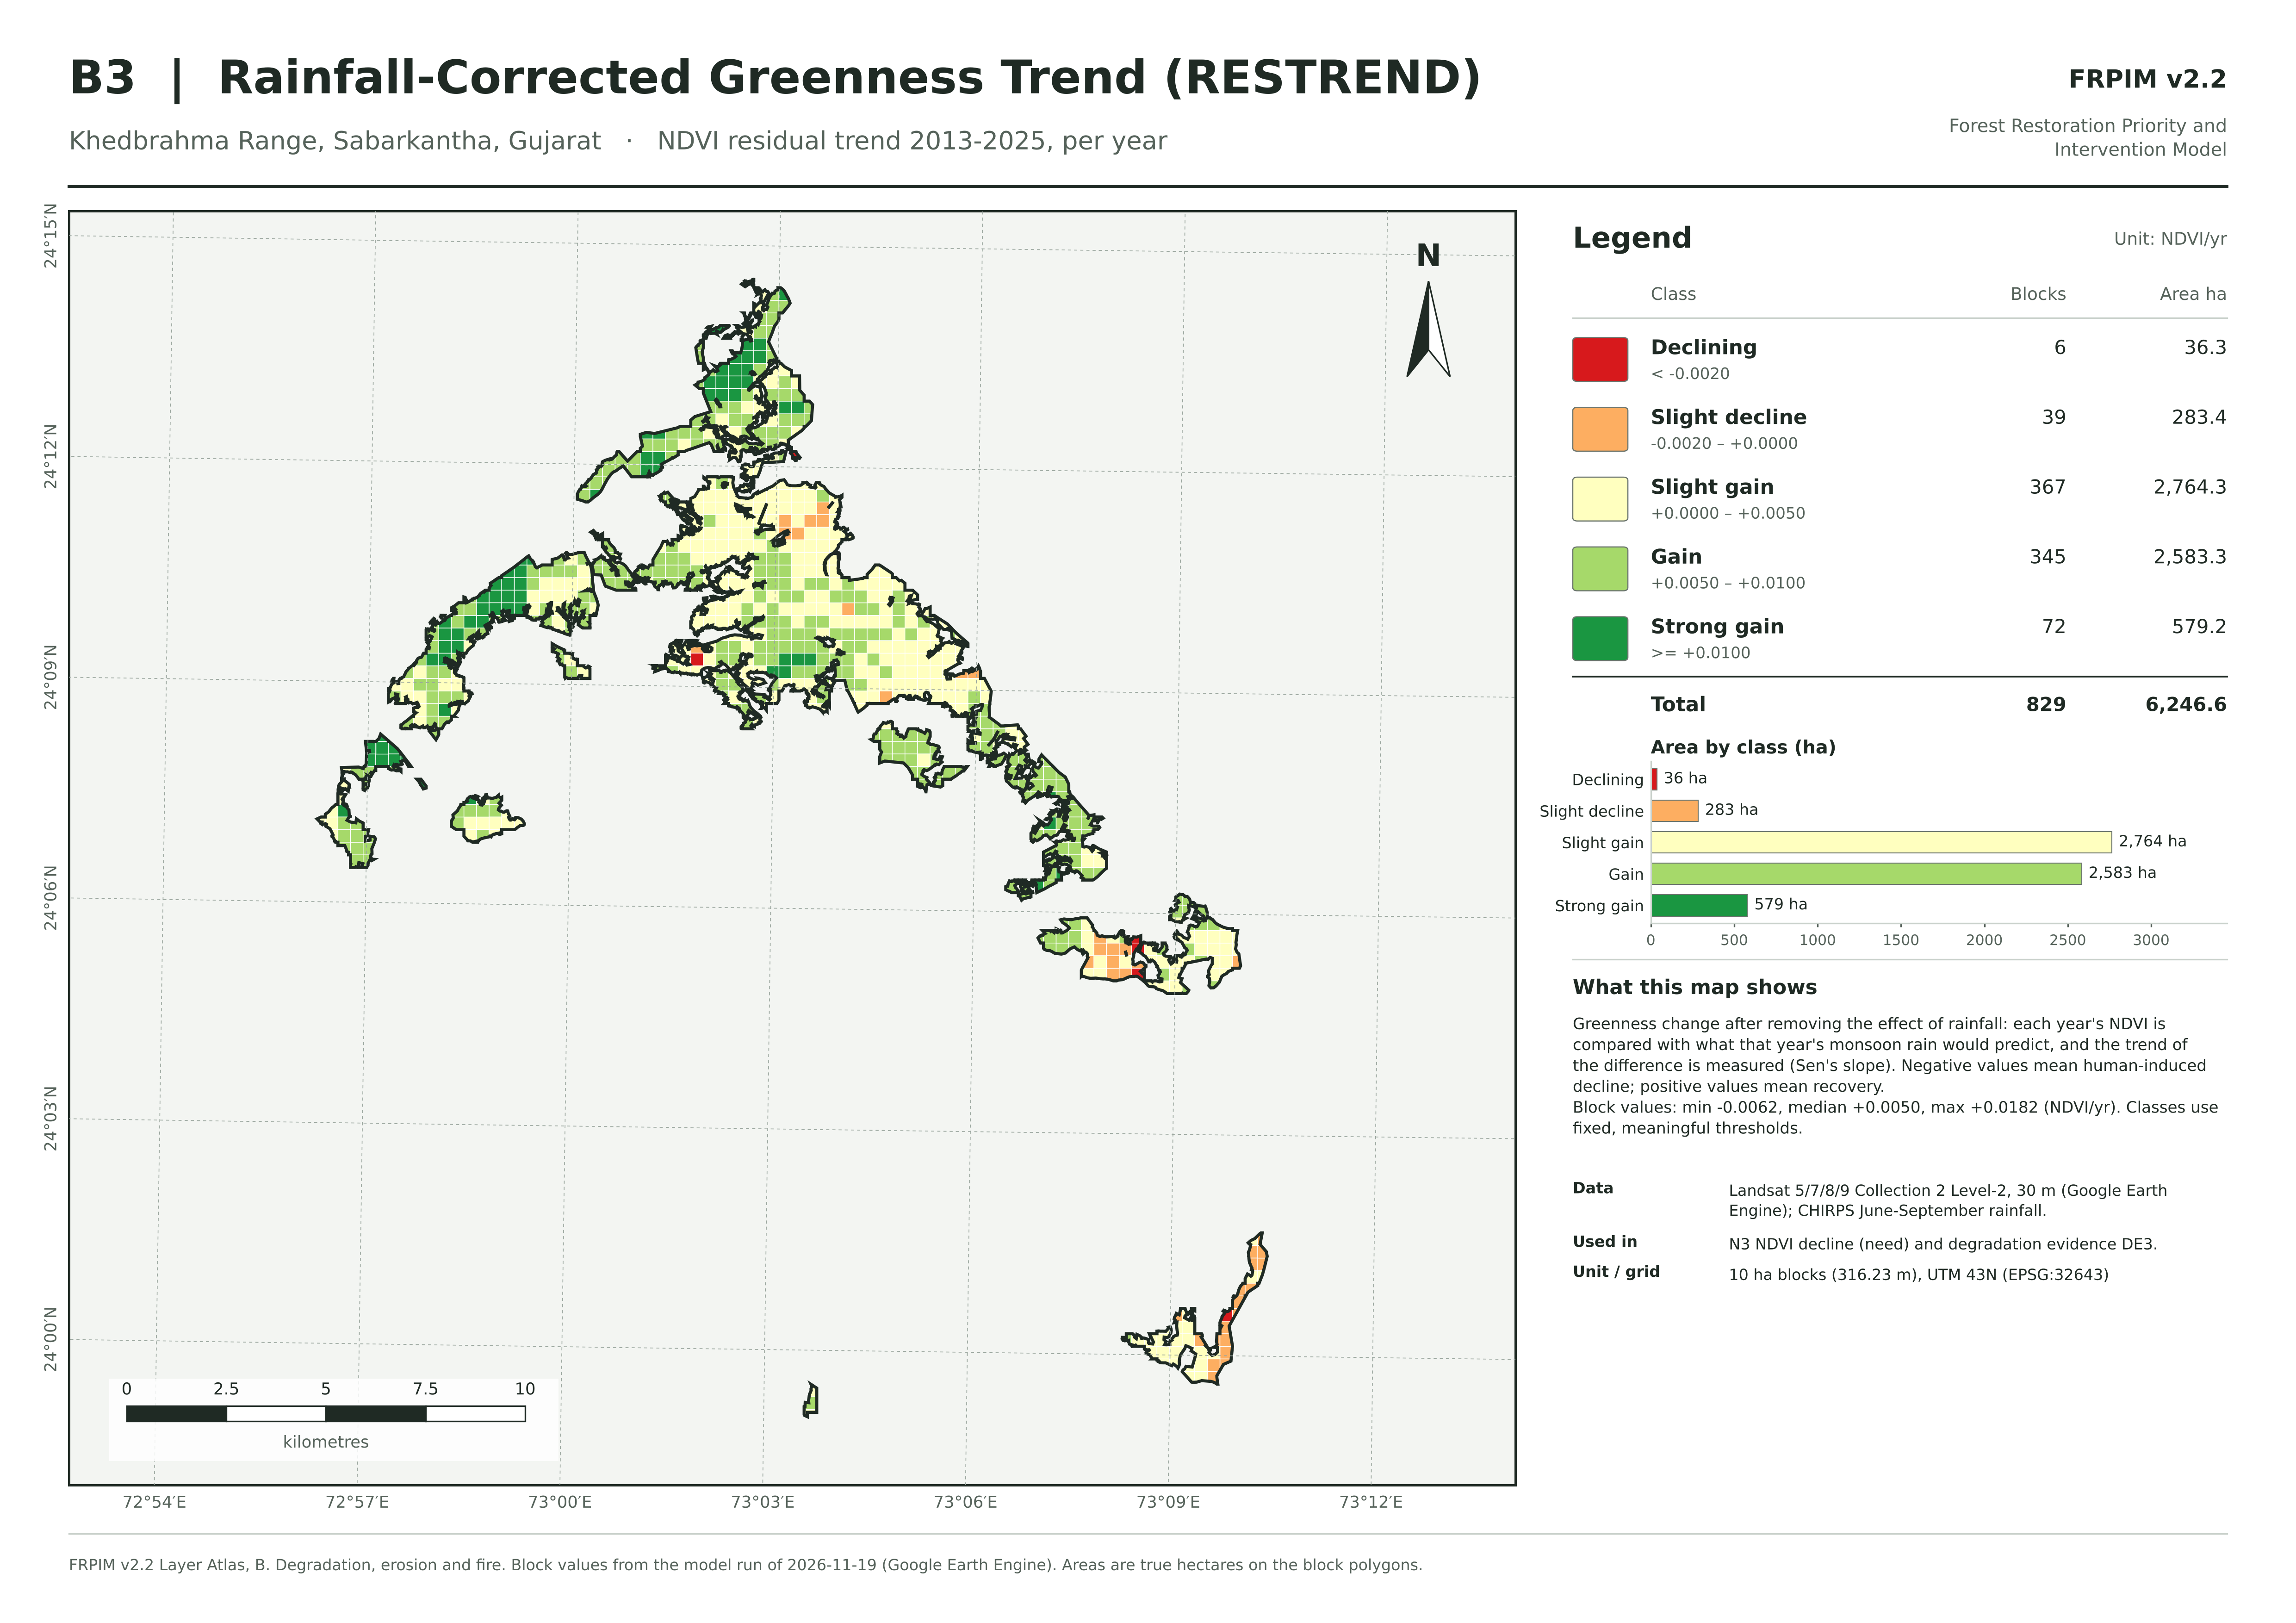 B3 | Rainfall-Corrected Greenness Trend (RESTREND)
FRPIM v2.2
Khedbrahma Range, Sabarkantha, Gujarat · NDVI residual trend 2013-2025, per year
Forest Restoration Priority and
Intervention Model
24°15′N
24°12′N
24°09′N
24°06′N
24°03′N
24°00′N
N
0 2.5 5 7.5 10
kilometres
72°54′E 72°57′E 73°00′E 73°03′E 73°06′E 73°09′E 73°12′E
Legend
Unit: NDVI/yr
Class Blocks Area ha
Declining 6 36.3
< -0.0020
Slight decline 39 283.4
-0.0020 – +0.0000
Slight gain 367 2,764.3
+0.0000 – +0.0050
Gain 345 2,583.3
+0.0050 – +0.0100
Strong gain 72 579.2
>= +0.0100
Total 829 6,246.6
Area by class (ha)
Declining 36 ha
Slight decline 283 ha
Slight gain 2,764 ha
Gain 2,583 ha
Strong gain 579 ha
0 500 1000 1500 2000 2500 3000
What this map shows
Greenness change after removing the effect of rainfall: each year's NDVI is
compared with what that year's monsoon rain would predict, and the trend of
the difference is measured (Sen's slope). Negative values mean human-induced
decline; positive values mean recovery.
Block values: min -0.0062, median +0.0050, max +0.0182 (NDVI/yr). Classes use
fixed, meaningful thresholds.
Data Landsat 5/7/8/9 Collection 2 Level-2, 30 m (Google Earth
Engine); CHIRPS June-September rainfall.
Used in N3 NDVI decline (need) and degradation evidence DE3.
Unit / grid 10 ha blocks (316.23 m), UTM 43N (EPSG:32643)
FRPIM v2.2 Layer Atlas, B. Degradation, erosion and fire. Block values from the model run of 2026-11-19 (Google Earth Engine). Areas are true hectares on the block polygons.